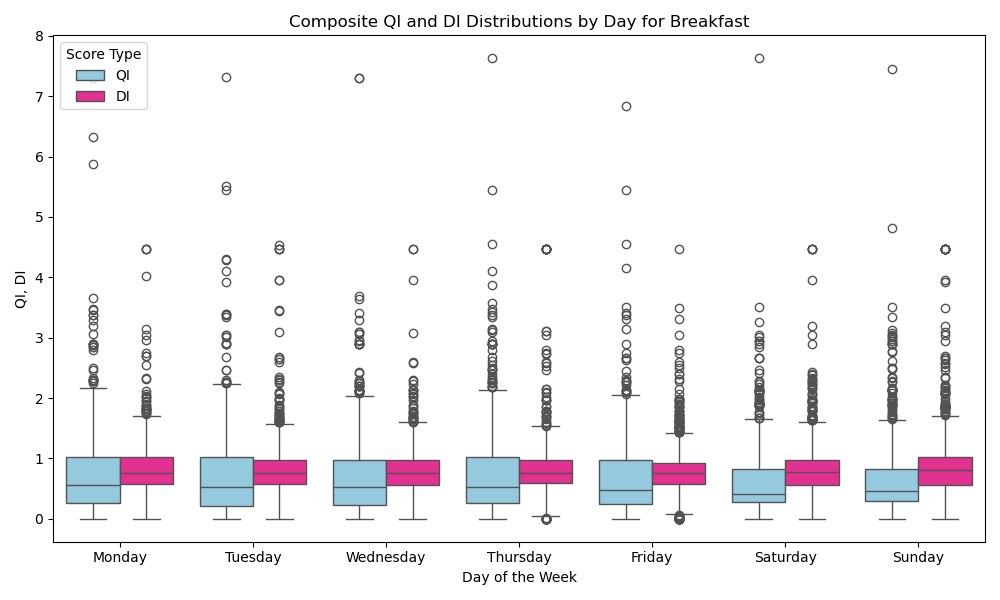 Composite QI and DI Distributions by Day for Breakfast
Score Type
QI
DI
QI, DI
8
7
6
5
4
3
2
1
0
Monday Tuesday Wednesday Thursday Friday Saturday Sunday
Day of the Week